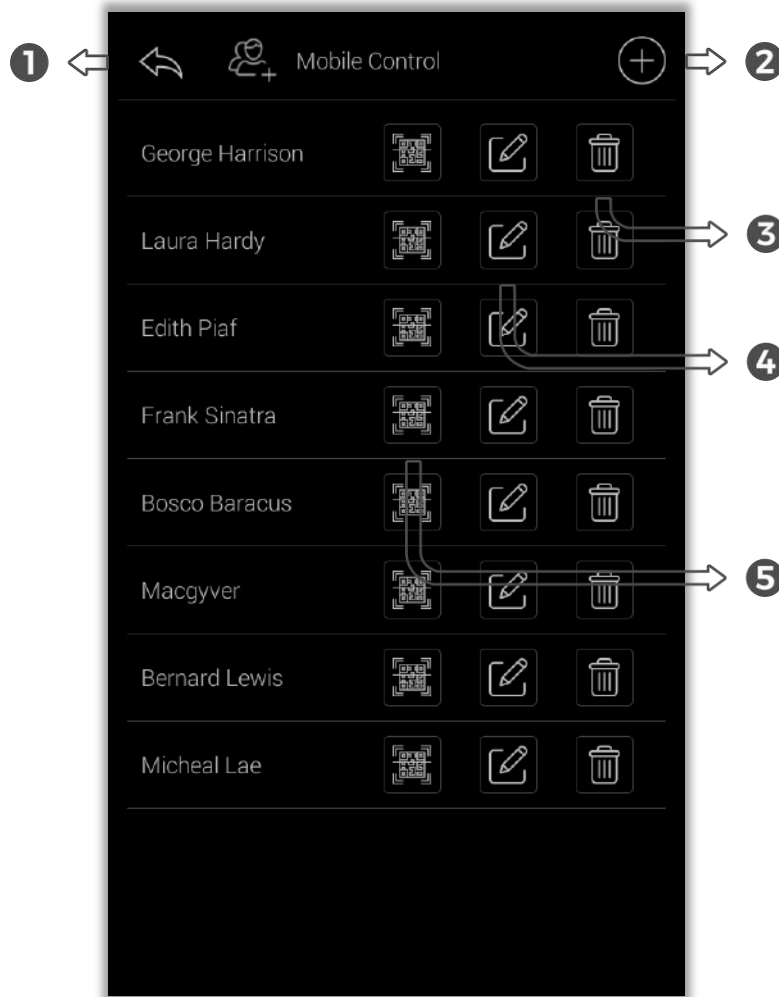 1 Mobile Control 2
George Harrison
3
Laura Hardy
Edith Piaf
4
Frank Sinatra
Bosco Baracus
5
Macgyver
Bernard Lewis
Micheal Lae